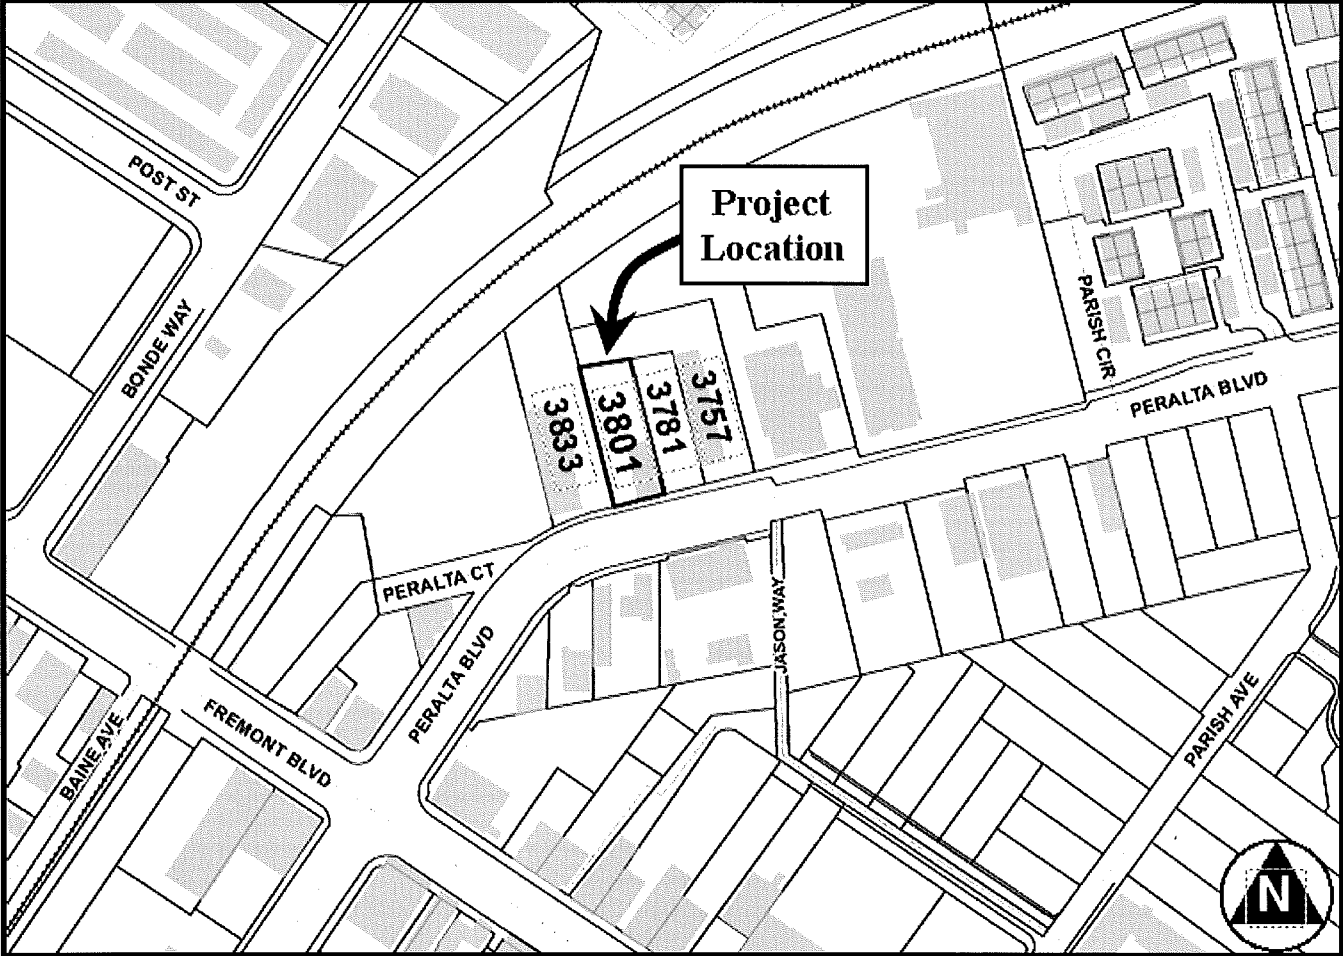 POST ST
Project
Location
BONDE WAY
PARISH CIR
PERALTA BLVD
3833
3801
3781
3757
PERALTA CT
JASON WAY
PERALTA BLVD
FREMONT BLVD
BAINE AVE
PARISH AVE
N